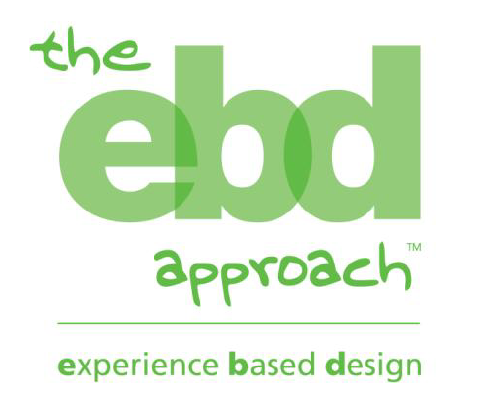 the
ebd
approach™
experience based design